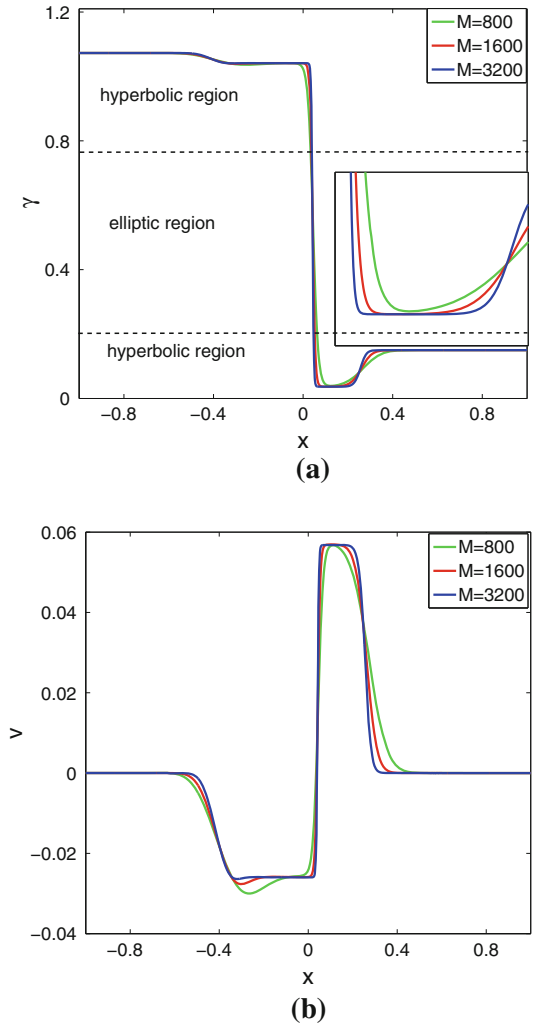 1.2
M=800
M=1600
M=3200
hyperbolic region
0.8
γ
elliptic region
0.4
hyperbolic region
0
−0.8
−0.4
0
0.4
0.8
x
(a)
0.06
M=800
M=1600
M=3200
0.04
0.02
v
0
−0.02
−0.04
−0.8
−0.4
0
0.4
0.8
x
(b)